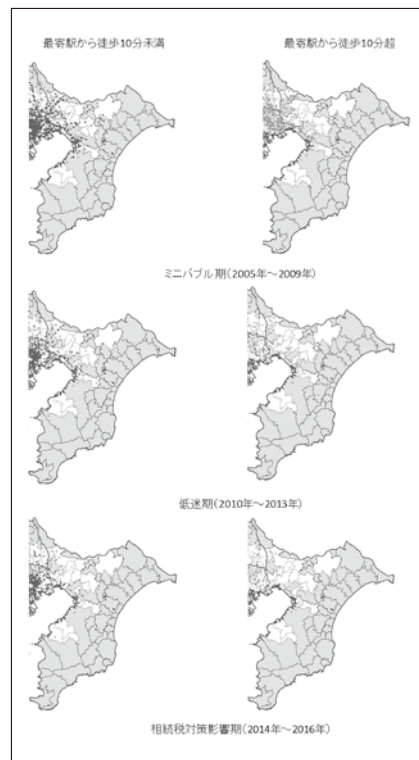 最寄駅から徒歩10分未満
最寄駅から徒歩10分超
ミニバブル期(2005年～2009年)
低迷期(2010年～2013年)
相続税対策影響期(2014年～2016年)